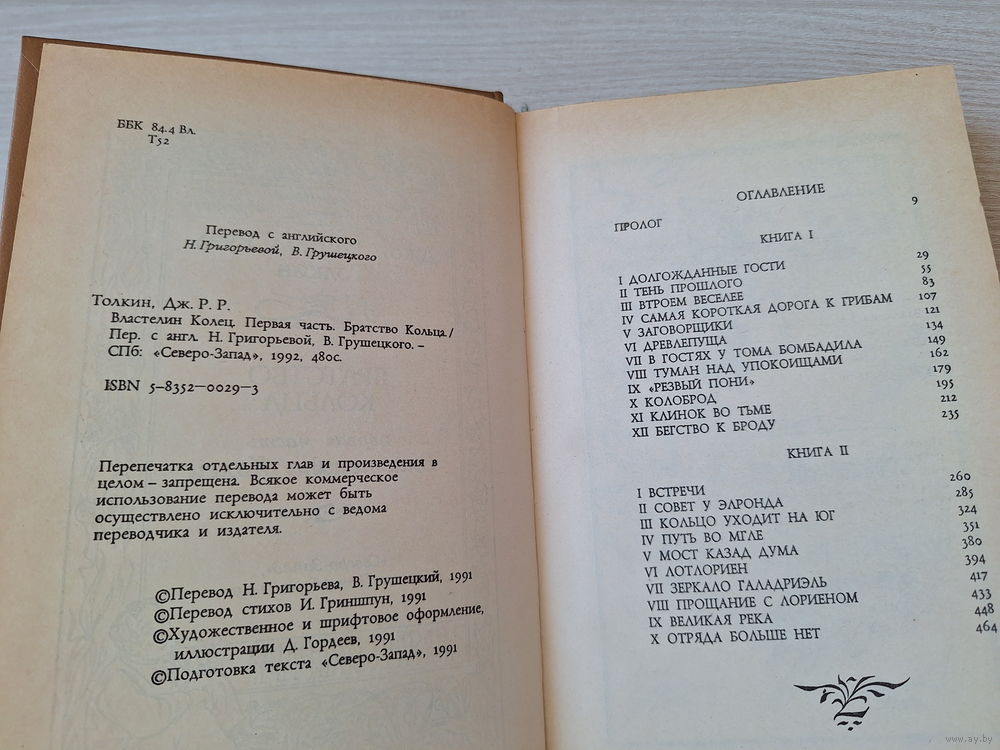 ББК 84.4 Вл.
Т52
Перевод с английского
Н. Григорьевой, В. Грушецкого
Толкин, Дж. Р. Р.
Властелин Колец. Первая часть. Братство Кольца./
Пер. с англ. Н. Григорьевой, В. Грушецкого. –
СПб: «Северо-Запад», 1992, 480с.
ISBN 5—8352—0029—3
Перепечатка отдельных глав и произведения в
целом – запрещена. Всякое коммерческое
использование перевода может быть
осуществлено исключительно с ведома
переводчика и издателя.
©Перевод Н. Григорьева, В. Грушецкий, 1991
©Перевод стихов И. Гриншпун, 1991
©Художественное и шрифтовое оформление,
иллюстрации Д. Гордеев, 1991
©Подготовка текста «Северо-Запад», 1991
ОГЛАВЛЕНИЕ
ПРОЛОГ 9
КНИГА I
I ДОЛГОЖДАННЫЕ ГОСТИ 29
II ТЕНЬ ПРОШЛОГО 55
III ВТРОЕМ ВЕСЕЛЕЕ 83
IV САМАЯ КОРОТКАЯ ДОРОГА К ГРИБАМ 107
V ЗАГОВОРЩИКИ 121
VI ДРЕВЛЕПУЩА 134
VII В ГОСТЯХ У ТОМА БОМБАДИЛА 149
VIII ТУМАН НАД УПОКОИЩАМИ 162
IX «РЕЗВЫЙ ПОНИ» 179
X КОЛОБРОД 195
XI КЛИНОК ВО ТЬМЕ 212
XII БЕГСТВО К БРОДУ 235
КНИГА II
I ВСТРЕЧИ 260
II СОВЕТ У ЭЛРОНДА 285
III КОЛЬЦО УХОДИТ НА ЮГ 324
IV ПУТЬ ВО МГЛЕ 351
V МОСТ КАЗАД ДУМА 380
VI ЛОТЛОРИЕН 394
VII ЗЕРКАЛО ГАЛАДРИЭЛЬ 417
VIII ПРОЩАНИЕ С ЛОРИЕНОМ 433
IX ВЕЛИКАЯ РЕКА 448
X ОТРЯДА БОЛЬШЕ НЕТ 464
www.ay.by